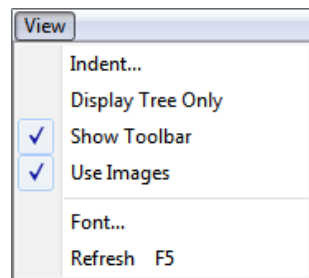 View
Indent...
Display Tree Only
Show Toolbar
Use Images
Font...
Refresh F5